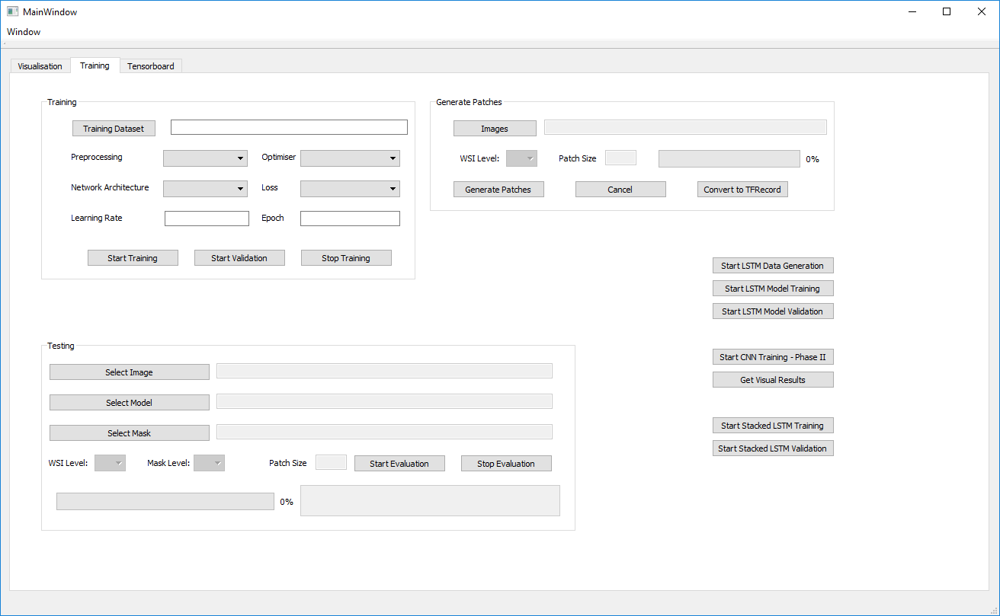 MainWindow
Window
Visualisation Training Tensorboard
Training
Training Dataset
Preprocessing Optimiser
Network Architecture Loss
Learning Rate Epoch
Start Training Start Validation Stop Training
Generate Patches
Images
WSI Level: Patch Size 0%
Generate Patches Cancel Convert to TFRecord
Start LSTM Data Generation
Start LSTM Model Training
Start LSTM Model Validation
Start CNN Training - Phase II
Get Visual Results
Start Stacked LSTM Training
Start Stacked LSTM Validation
Testing
Select Image
Select Model
Select Mask
WSI Level: Mask Level: Patch Size Start Evaluation Stop Evaluation
0%